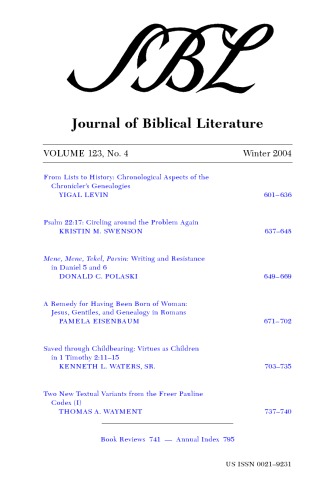 JBL
Journal of Biblical Literature
VOLUME 123, No. 4 Winter 2004
From Lists to History: Chronological Aspects of the
Chronicler's Genealogies
YIGAL LEVIN 601–636
Psalm 22:17: Circling around the Problem Again
KRISTIN M. SWENSON 637–648
Mene, Mene, Tekel, Parsin: Writing and Resistance
in Daniel 5 and 6
DONALD C. POLASKI 649–669
A Remedy for Having Been Born of Woman:
Jesus, Gentiles, and Genealogy in Romans
PAMELA EISENBAUM 671–702
Saved through Childbearing: Virtues as Children
in 1 Timothy 2:11–15
KENNETH L. WATERS, SR. 703–735
Two New Textual Variants from the Freer Pauline
Codex (I)
THOMAS A. WAYMENT 737–740
Book Reviews 741 — Annual Index 795
US ISSN 0021–9231